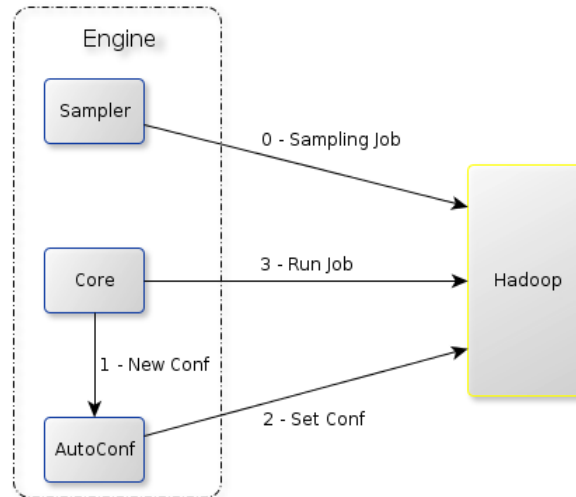 Engine
Sampler
0 - Sampling Job
Core
3 - Run Job
Hadoop
1 - New Conf
AutoConf
2 - Set Conf